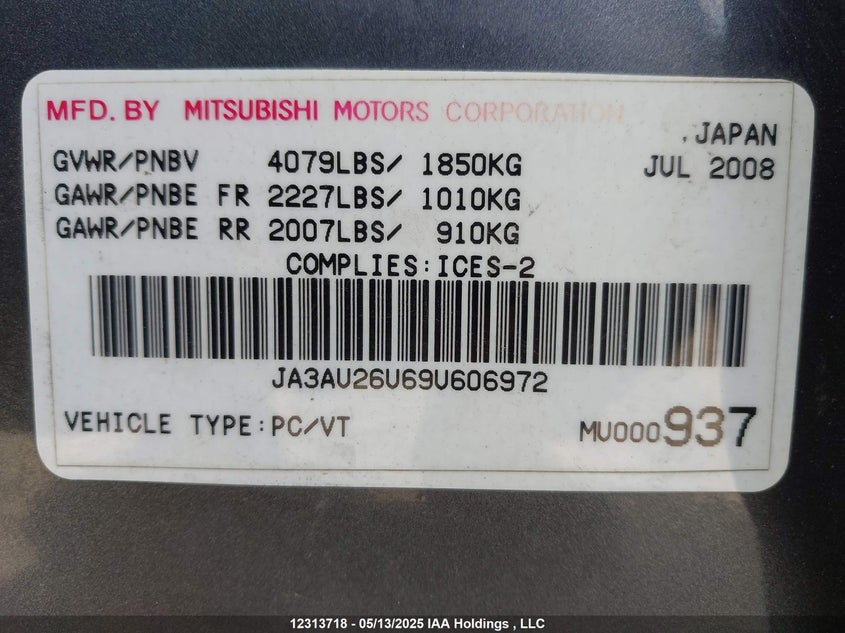 MFD. BY MITSUBISHI MOTORS CORPORATION
JAPAN
GVWR/PNBV 4079LBS/ 1850KG JUL 2008
GAWR/PNBE FR 2227LBS/ 1010KG
GAWR/PNBE RR 2007LBS/ 910KG
COMPLIES:ICES-2
JA3AU26U69U606972
VEHICLE TYPE:PC/VT MU000937
12313718 - 05/13/2025 IAA Holdings , LLC